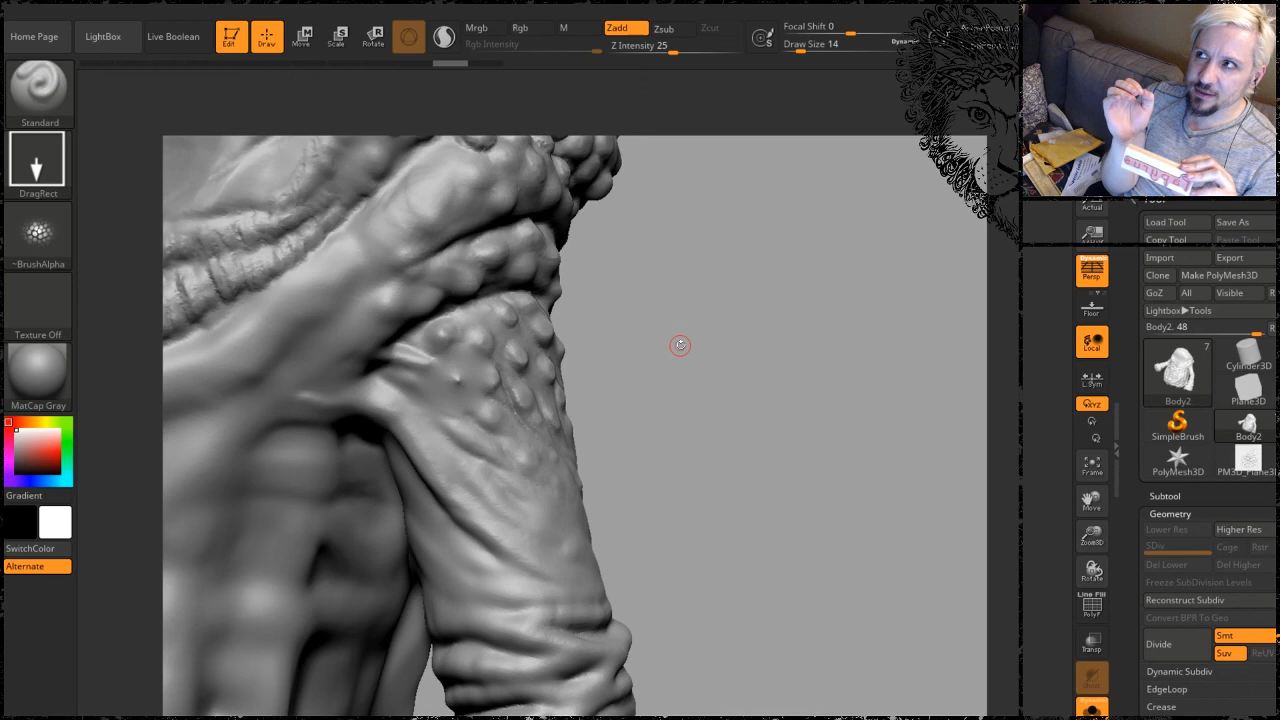 Home Page
LightBox
Live Boolean
Edit
Draw
Move
Scale
Rotate
Mrgb
Rgb
M
Rgb Intensity
Zadd
Zsub
Zcut
Z Intensity 25
S
Focal Shift 0
Draw Size 14
Dynamic
Standard
DragRect
~BrushAlpha
Texture Off
MatCap Gray
Gradient
SwitchColor
Alternate
Actual
Dynamic
Persp
Floor
Local
L.Sym
XYZ
Frame
Move
Zoom3D
Rotate
Line Fill
PolyF
Transp
Ghost
Tool
Load Tool
Save As
Copy Tool
Paste Tool
Import
Export
Clone
Make PolyMesh3D
GoZ
All
Visible
R
Lightbox▶Tools
Body2. 48
R
7
Body2
Cylinder3D
Plane3D
SimpleBrush
Body2
PolyMesh3D
PM3D_Plane3D
Subtool
Geometry
Lower Res
Higher Res
SDiv
Cage
Rstr
Del Lower
Del Higher
Freeze SubDivision Levels
Reconstruct Subdiv
Convert BPR To Geo
Divide
Smt
Suv
ReUV
Dynamic Subdiv
EdgeLoop
Crease